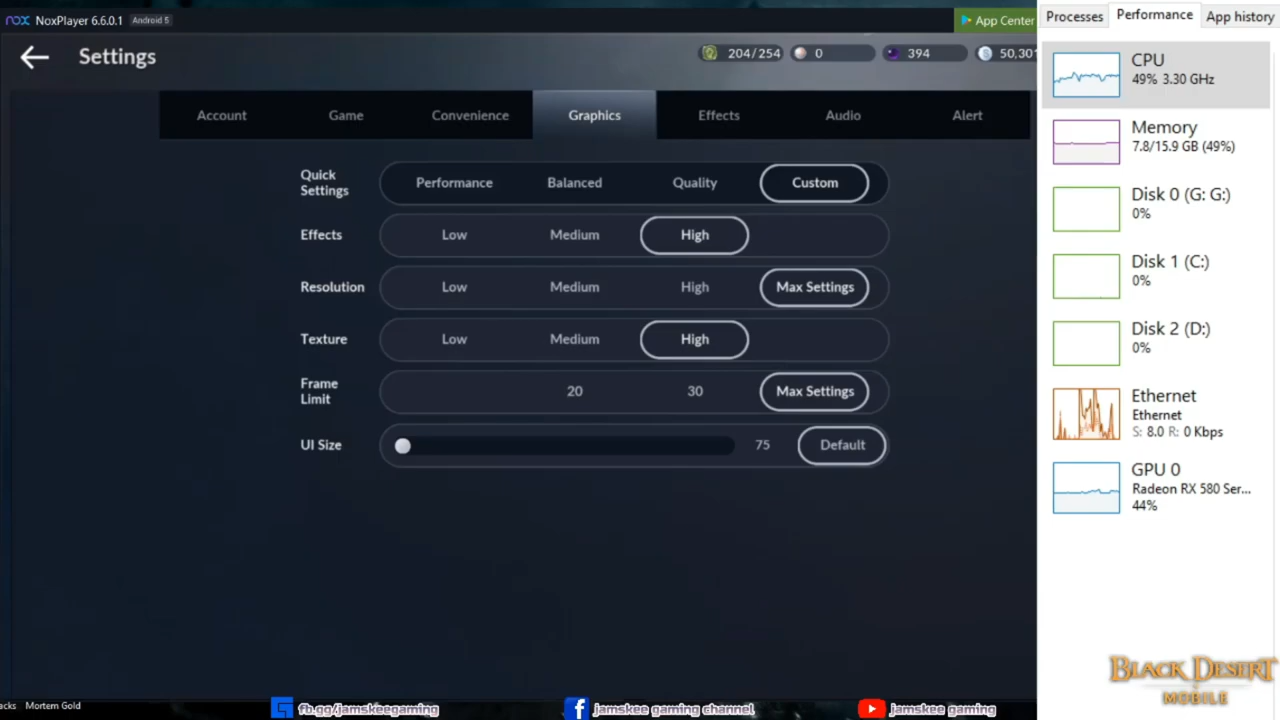 nox NoxPlayer 6.6.0.1 Android 5
App Center
Settings
204/254
0
394
50,301
Account Game Convenience Graphics Effects Audio Alert
Quick Settings Performance Balanced Quality Custom
Effects Low Medium High
Resolution Low Medium High Max Settings
Texture Low Medium High
Frame Limit 20 30 Max Settings
UI Size 75 Default
Processes Performance App history
CPU
49% 3.30 GHz
Memory
7.8/15.9 GB (49%)
Disk 0 (G: G:)
0%
Disk 1 (C:)
0%
Disk 2 (D:)
0%
Ethernet
Ethernet
S: 8.0 R: 0 Kbps
GPU 0
Radeon RX 580 Ser...
44%
BLACK DESERT
MOBILE
acks Mortem Gold
fb.gg/jamskeegaming
jamskee gaming channel
jamskee gaming